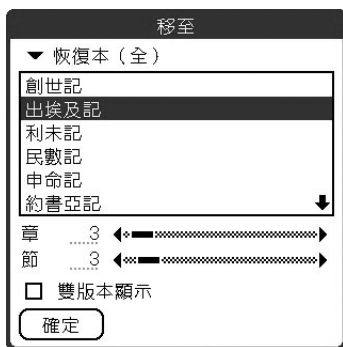 移至
恢復本（全）
創世記
出埃及記
利未記
民數記
申命記
約書亞記
章 3
節 3
雙版本顯示
確定